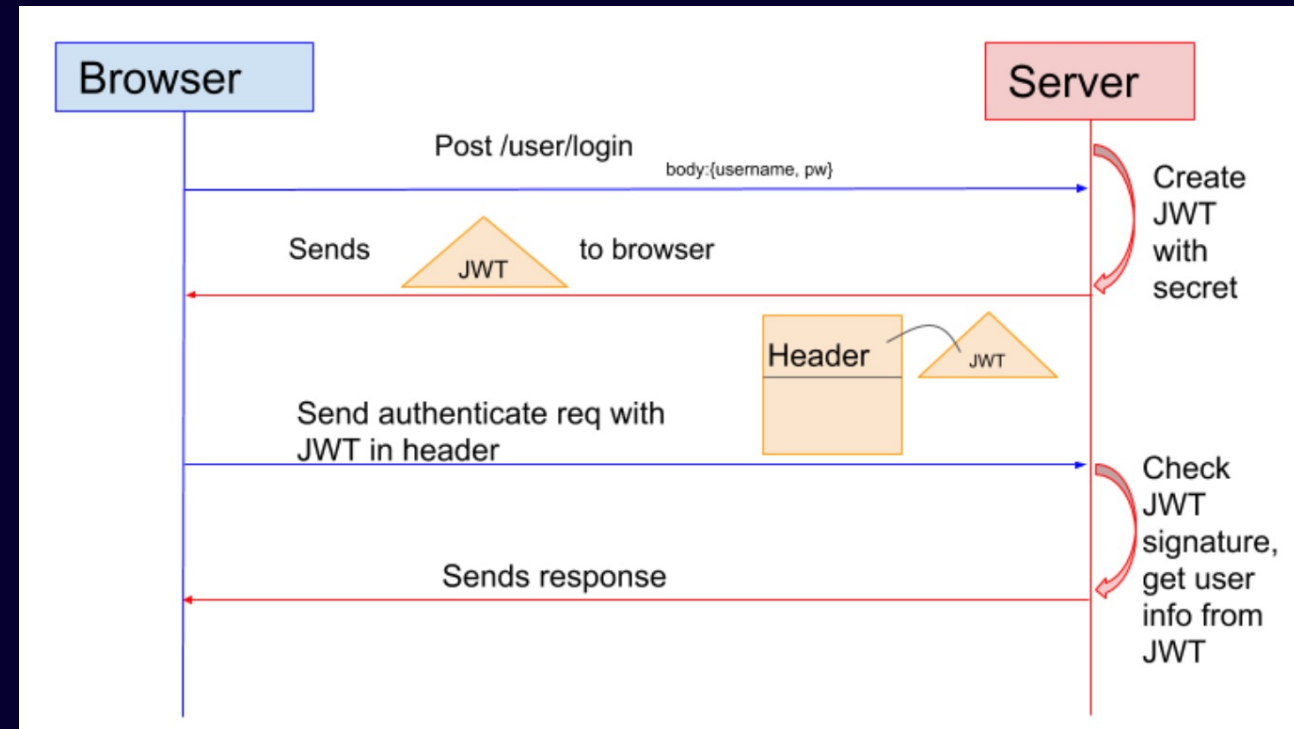 Browser
Server
Post /user/login
body:{username, pw}
Create
JWT
with
secret
Sends
JWT
to browser
Header
JWT
Send authenticate req with
JWT in header
Check
JWT
signature,
get user
info from
JWT
Sends response